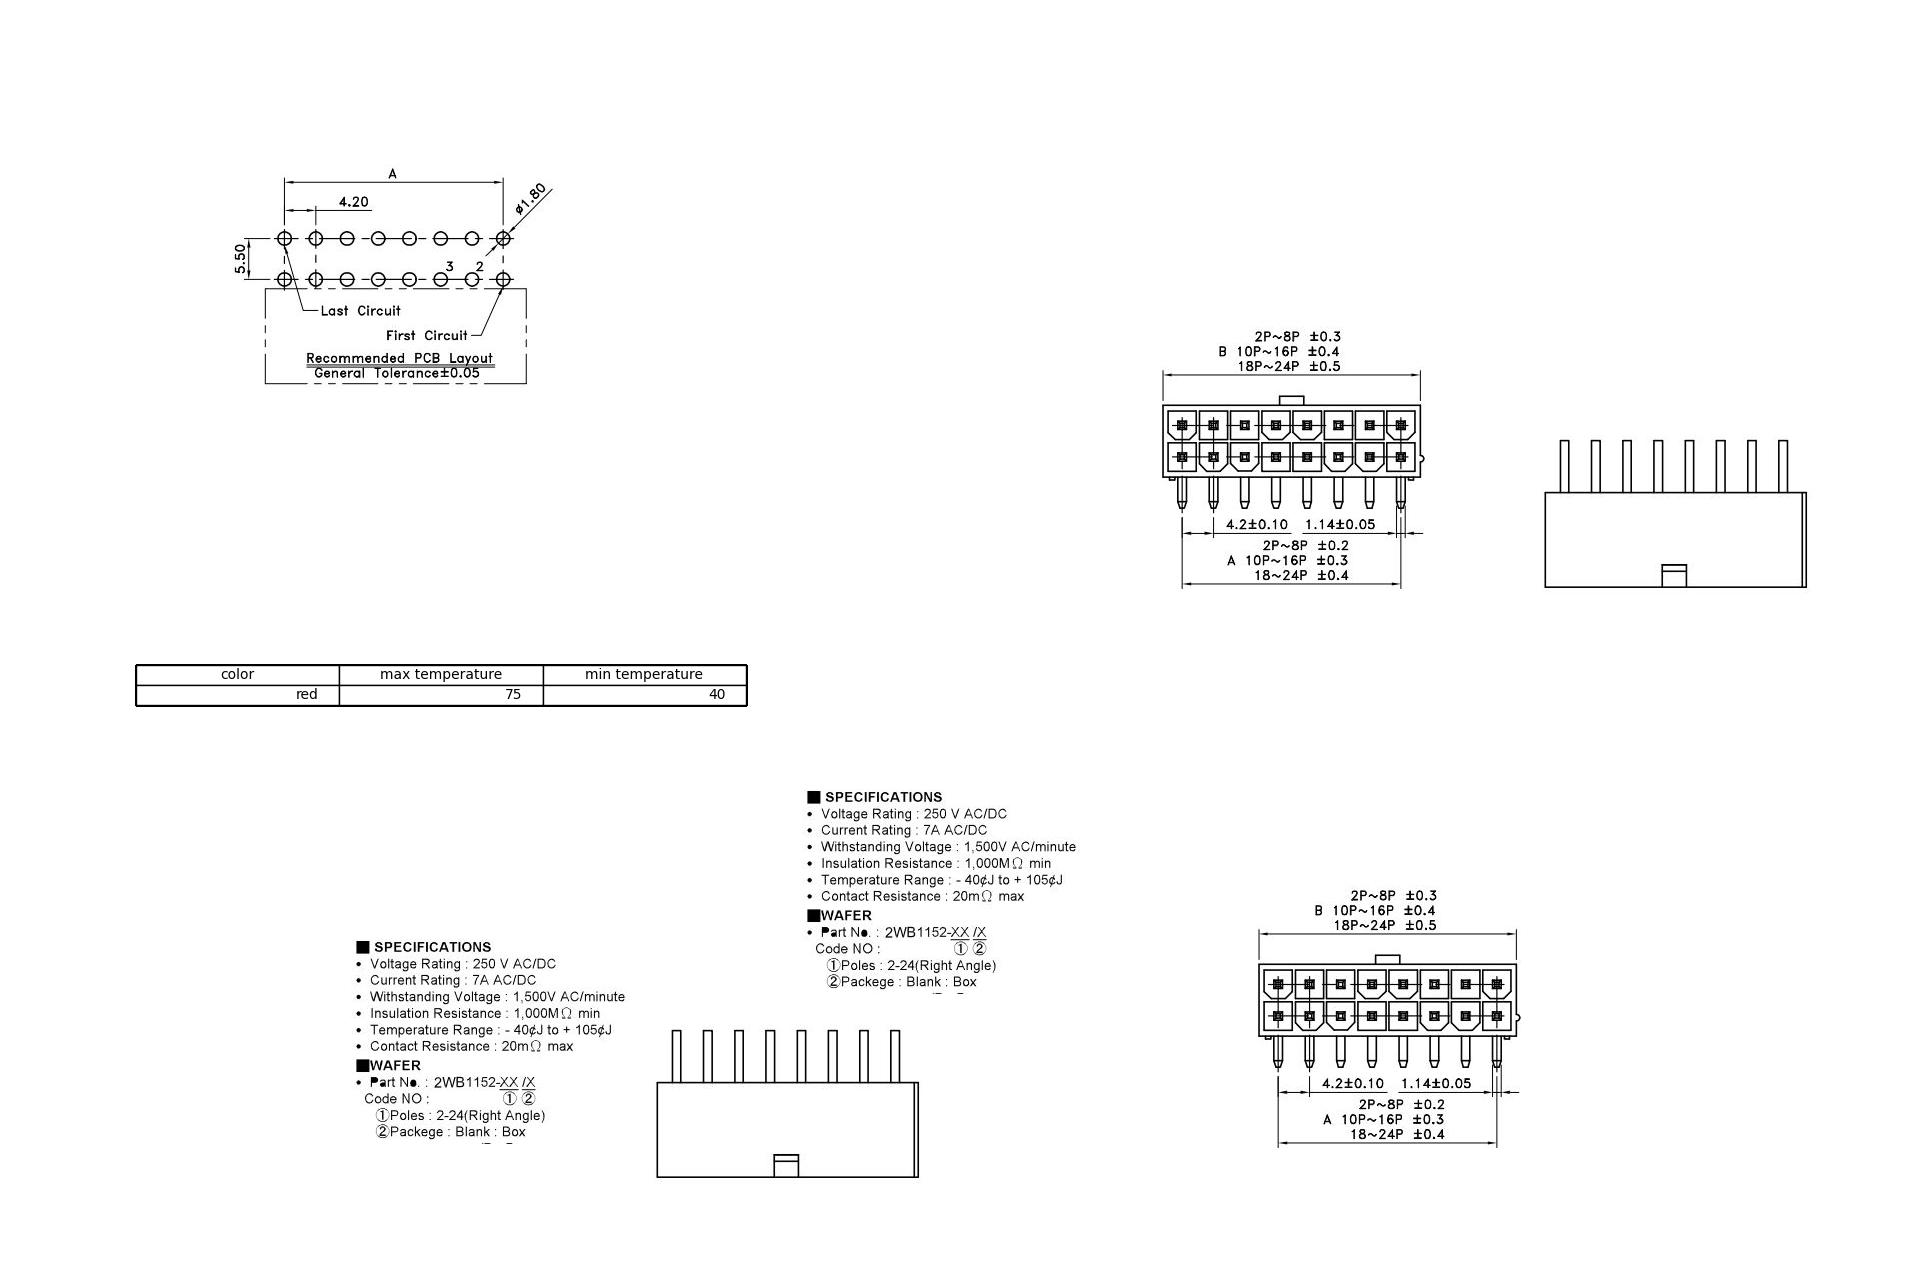 A
4.20
ø1.80
5.50
3 2
Last Circuit
First Circuit
Recommended PCB Layout
General Tolerance±0.05
2P~8P ±0.3
B 10P~16P ±0.4
18P~24P ±0.5
4.2±0.10 1.14±0.05
2P~8P ±0.2
A 10P~16P ±0.3
18~24P ±0.4
color max temperature min temperature
red 75 40
■ SPECIFICATIONS
• Voltage Rating : 250 V AC/DC
• Current Rating : 7A AC/DC
• Withstanding Voltage : 1,500V AC/minute
• Insulation Resistance : 1,000MΩ min
• Temperature Range : - 40¢J to + 105¢J
• Contact Resistance : 20mΩ max
■WAFER
• Part No. : 2WB1152-XX /X
Code NO : ① ②
①Poles : 2-24(Right Angle)
②Packege : Blank : Box
■ SPECIFICATIONS
• Voltage Rating : 250 V AC/DC
• Current Rating : 7A AC/DC
• Withstanding Voltage : 1,500V AC/minute
• Insulation Resistance : 1,000MΩ min
• Temperature Range : - 40¢J to + 105¢J
• Contact Resistance : 20mΩ max
■WAFER
• Part No. : 2WB1152-XX /X
Code NO : ① ②
①Poles : 2-24(Right Angle)
②Packege : Blank : Box
2P~8P ±0.3
B 10P~16P ±0.4
18P~24P ±0.5
4.2±0.10 1.14±0.05
2P~8P ±0.2
A 10P~16P ±0.3
18~24P ±0.4